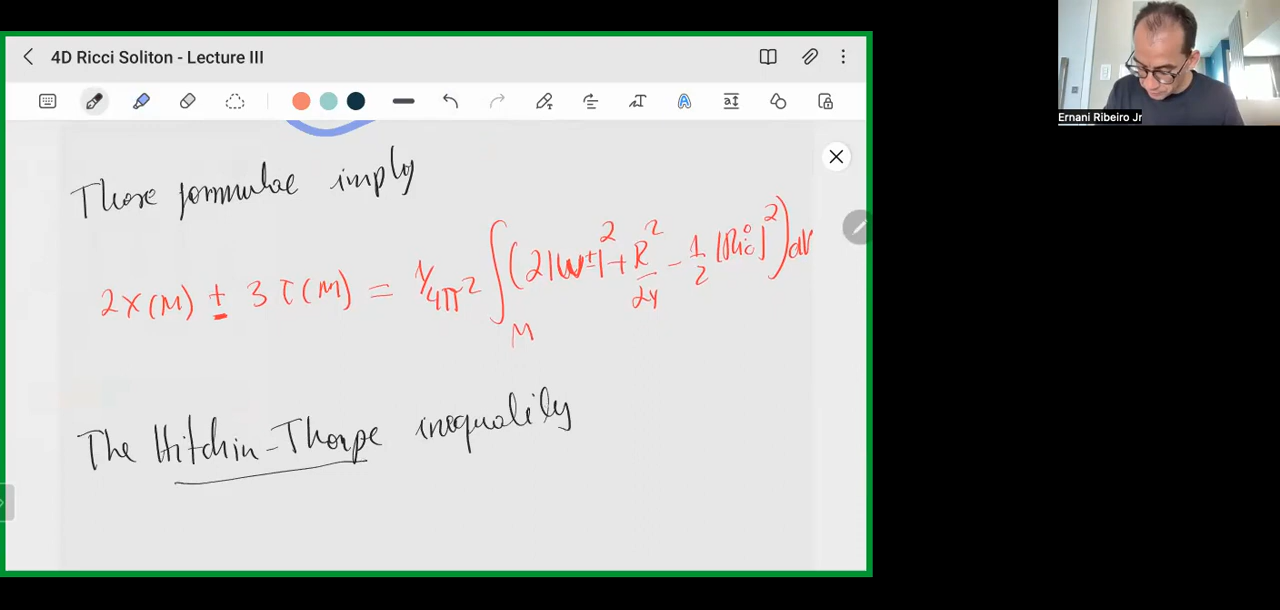 4D Ricci Soliton - Lecture III
Ernani Ribeiro Jr
Those formulae imply
2χ(M) ± 3τ(M) = 1/4π² ∫_M (2|W±|² + R²/24 − 1/2 |Ric̊|²) dV
The Hitchin-Thorpe inequality